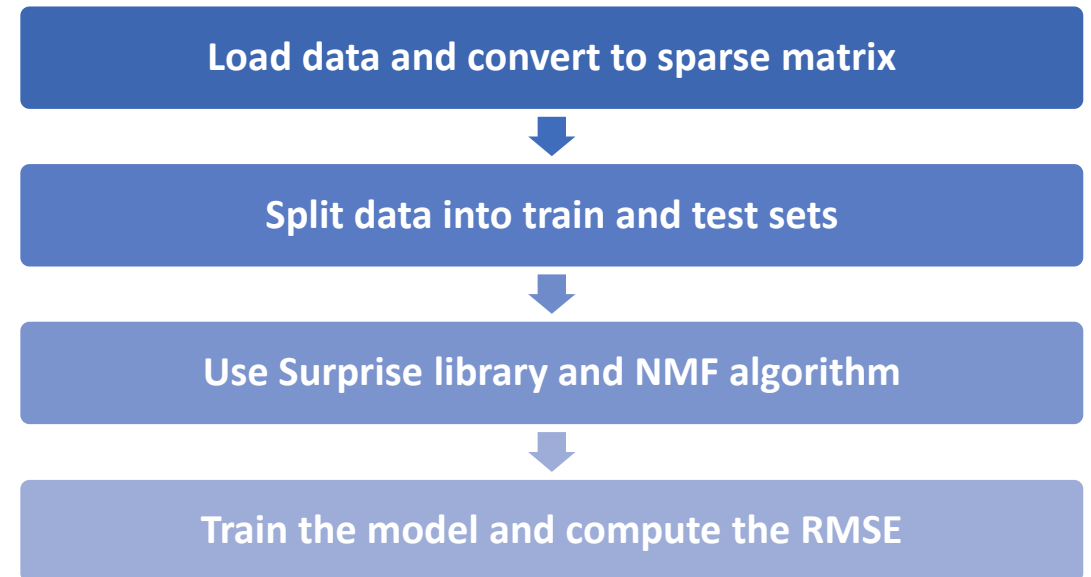 Load data and convert to sparse matrix
Split data into train and test sets
Use Surprise library and NMF algorithm
Train the model and compute the RMSE